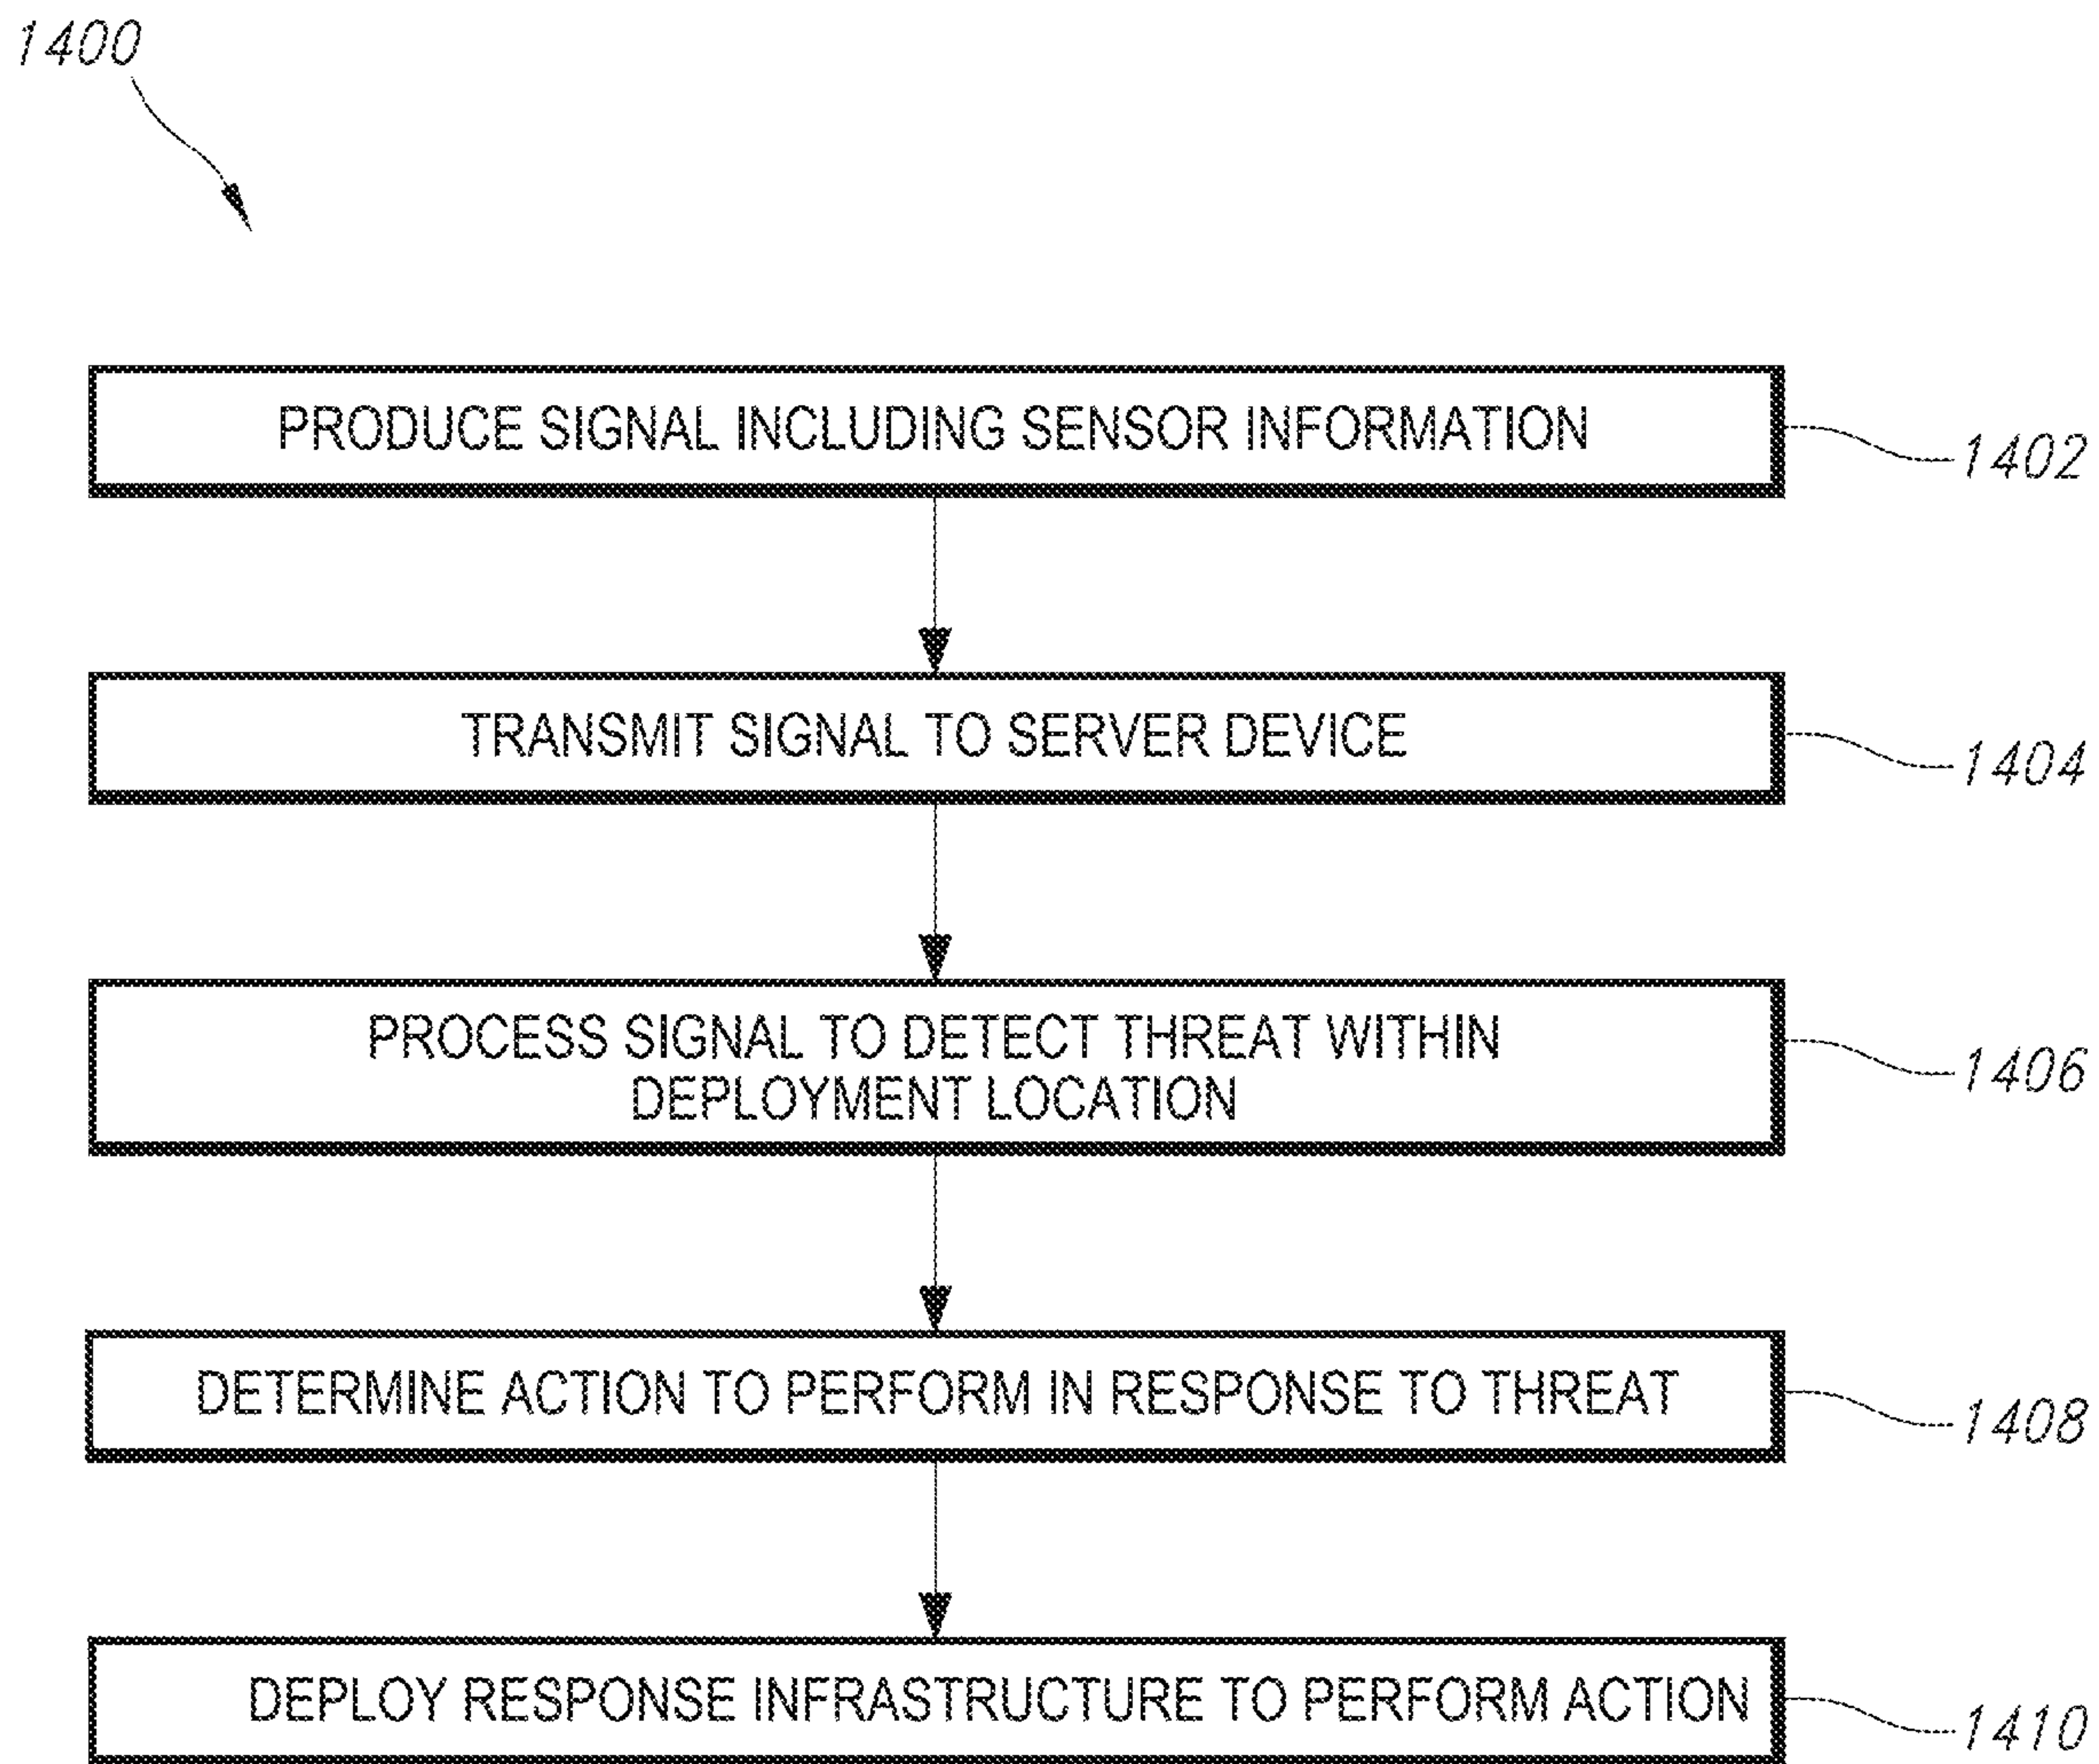 1400
PRODUCE SIGNAL INCLUDING SENSOR INFORMATION
1402
TRANSMIT SIGNAL TO SERVER DEVICE
1404
PROCESS SIGNAL TO DETECT THREAT WITHIN
DEPLOYMENT LOCATION
1406
DETERMINE ACTION TO PERFORM IN RESPONSE TO THREAT
1408
DEPLOY RESPONSE INFRASTRUCTURE TO PERFORM ACTION
1410